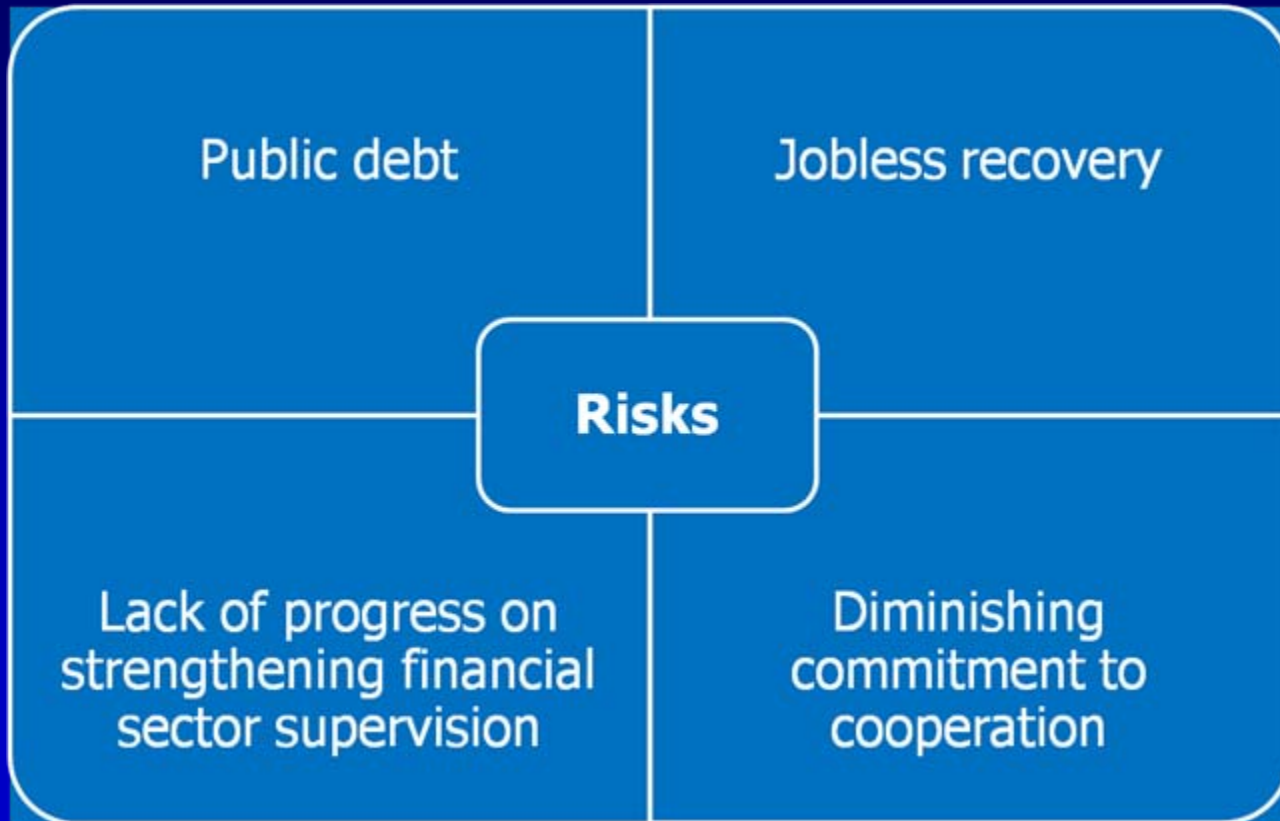 Public debt
Jobless recovery
Risks
Lack of progress on
strengthening financial
sector supervision
Diminishing
commitment to
cooperation